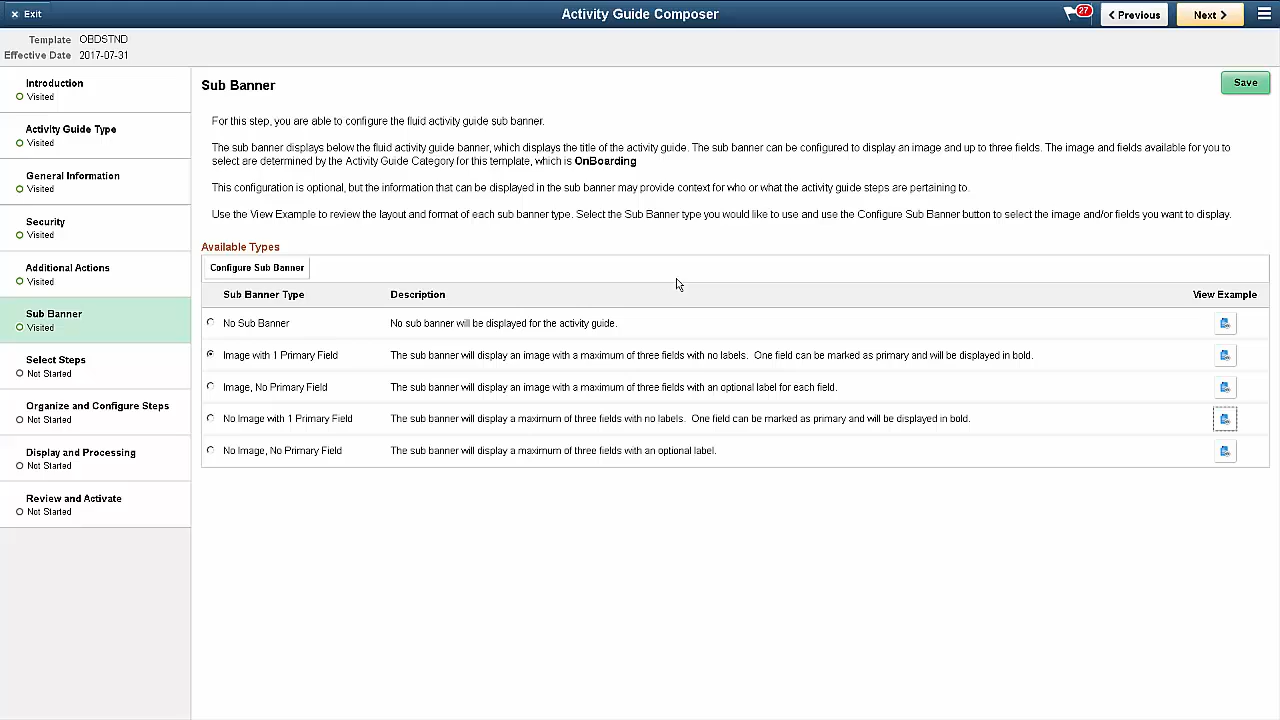 × Exit
Activity Guide Composer
27
Previous
Next
Template OBDSTND
Effective Date 2017-07-31
Introduction
Visited
Activity Guide Type
Visited
General Information
Visited
Security
Visited
Additional Actions
Visited
Sub Banner
Visited
Select Steps
Not Started
Organize and Configure Steps
Not Started
Display and Processing
Not Started
Review and Activate
Not Started
Sub Banner
Save
For this step, you are able to configure the fluid activity guide sub banner.
The sub banner displays below the fluid activity guide banner, which displays the title of the activity guide. The sub banner can be configured to display an image and up to three fields. The image and fields available for you to
select are determined by the Activity Guide Category for this template, which is OnBoarding
This configuration is optional, but the information that can be displayed in the sub banner may provide context for who or what the activity guide steps are pertaining to.
Use the View Example to review the layout and format of each sub banner type. Select the Sub Banner type you would like to use and use the Configure Sub Banner button to select the image and/or fields you want to display.
Available Types
Configure Sub Banner
Sub Banner Type Description View Example
No Sub Banner No sub banner will be displayed for the activity guide.
Image with 1 Primary Field The sub banner will display an image with a maximum of three fields with no labels. One field can be marked as primary and will be displayed in bold.
Image, No Primary Field The sub banner will display an image with a maximum of three fields with an optional label for each field.
No Image with 1 Primary Field The sub banner will display a maximum of three fields with no labels. One field can be marked as primary and will be displayed in bold.
No Image, No Primary Field The sub banner will display a maximum of three fields with an optional label.